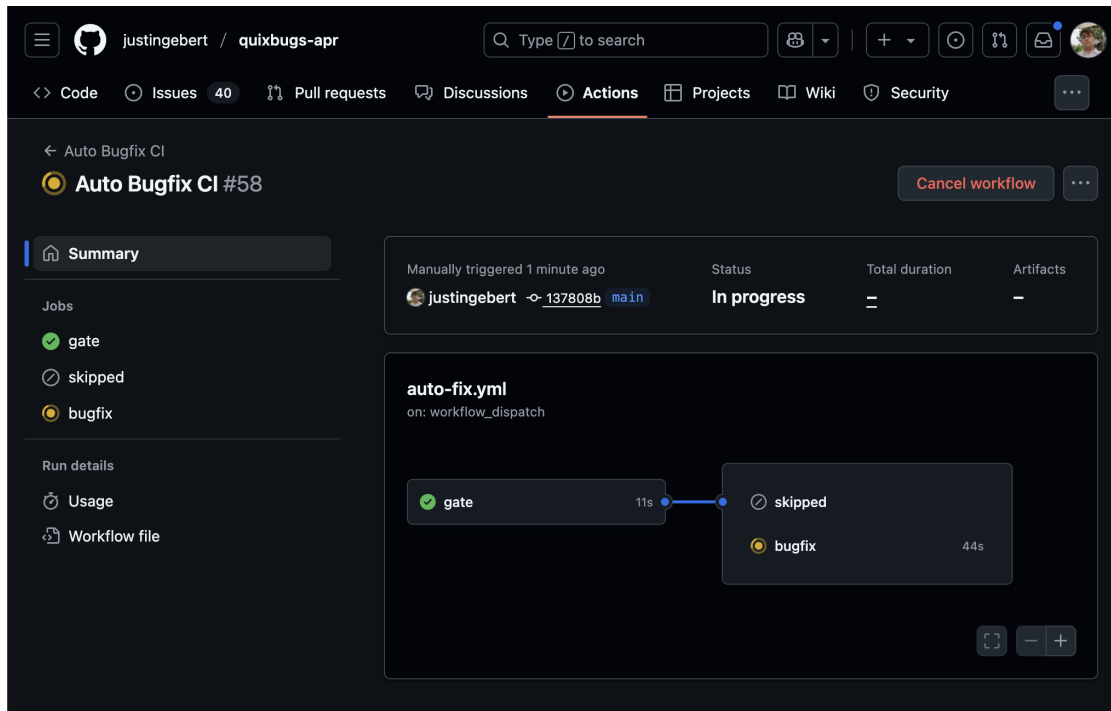 justingebert / quixbugs-apr
Type / to search
Code Issues 40 Pull requests Discussions Actions Projects Wiki Security
Auto Bugfix CI
Auto Bugfix CI #58
Cancel workflow
Summary
Jobs
gate
skipped
bugfix
Run details
Usage
Workflow file
Manually triggered 1 minute ago
justingebert 137808b main
Status
In progress
Total duration
–
Artifacts
–
auto-fix.yml
on: workflow_dispatch
gate 11s
skipped
bugfix 44s